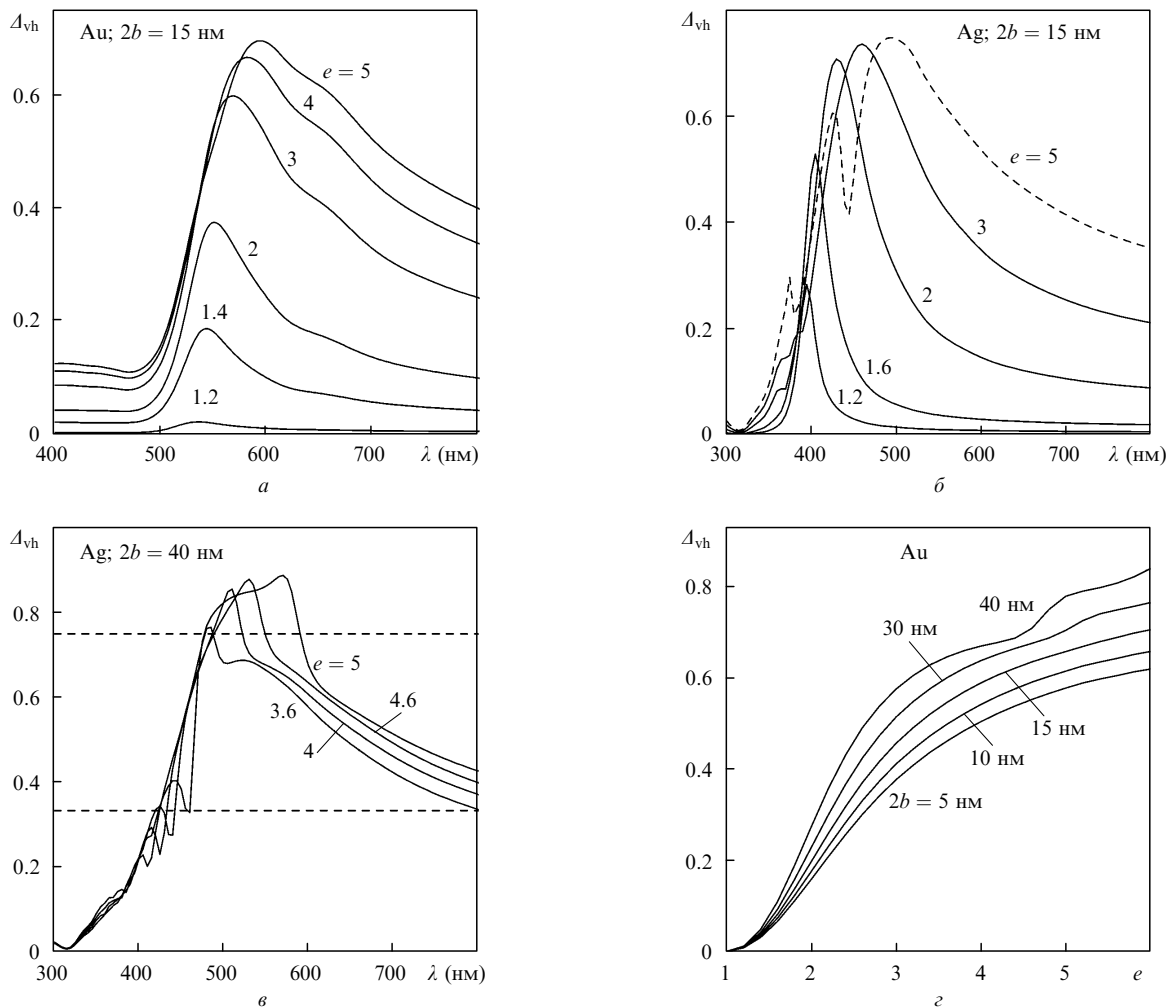 Δvh
Au; 2b = 15 нм
0.6
e = 5
4
3
0.4
2
1.4
0.2
1.2
0
400
500
600
700
λ (нм)
а
Δvh
Ag; 2b = 15 нм
0.6
e = 5
0.4
3
2
0.2
1.6
1.2
0
300
400
500
600
700
λ (нм)
б
Δvh
Ag; 2b = 40 нм
0.8
0.6
e = 5
4.6
3.6
4
0.4
0.2
0
300
400
500
600
700
λ (нм)
в
Δvh
Au
0.8
40 нм
30 нм
0.6
15 нм
10 нм
0.4
2b = 5 нм
0.2
0
1
2
3
4
5
e
г